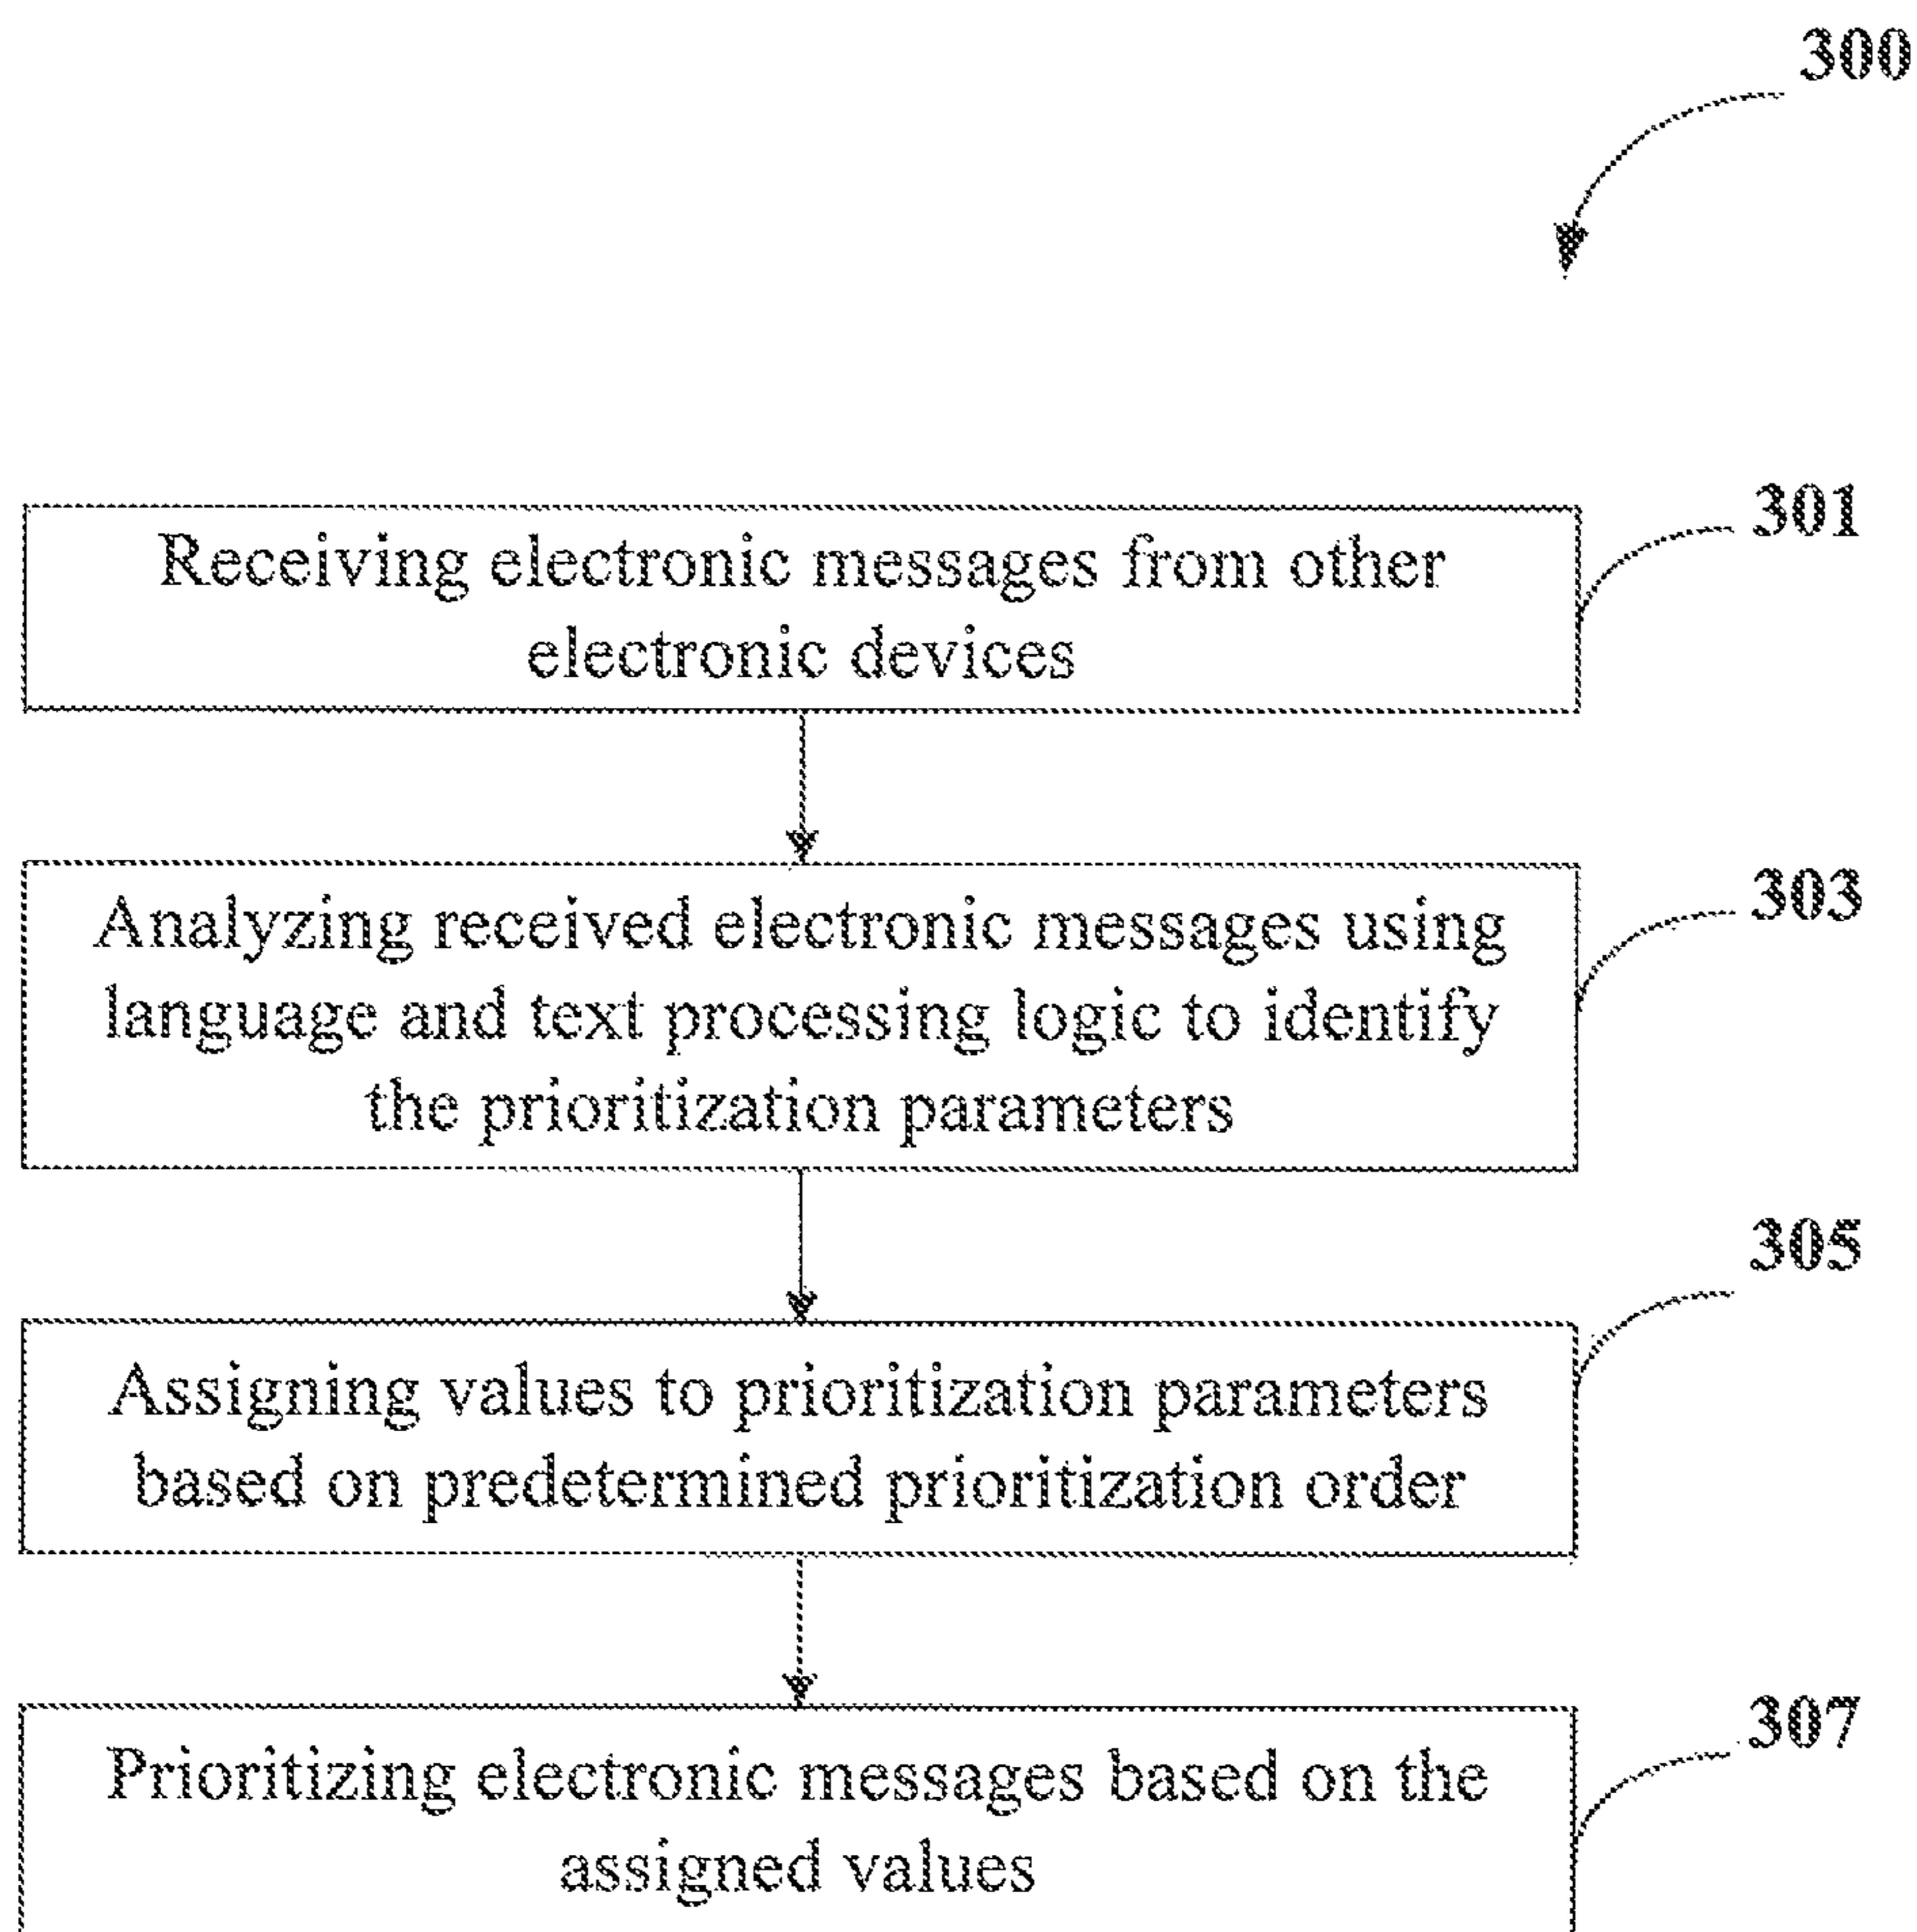 300
301
Receiving electronic messages from other
electronic devices
303
Analyzing received electronic messages using
language and text processing logic to identify
the prioritization parameters
305
Assigning values to prioritization parameters
based on predetermined prioritization order
307
Prioritizing electronic messages based on the
assigned values